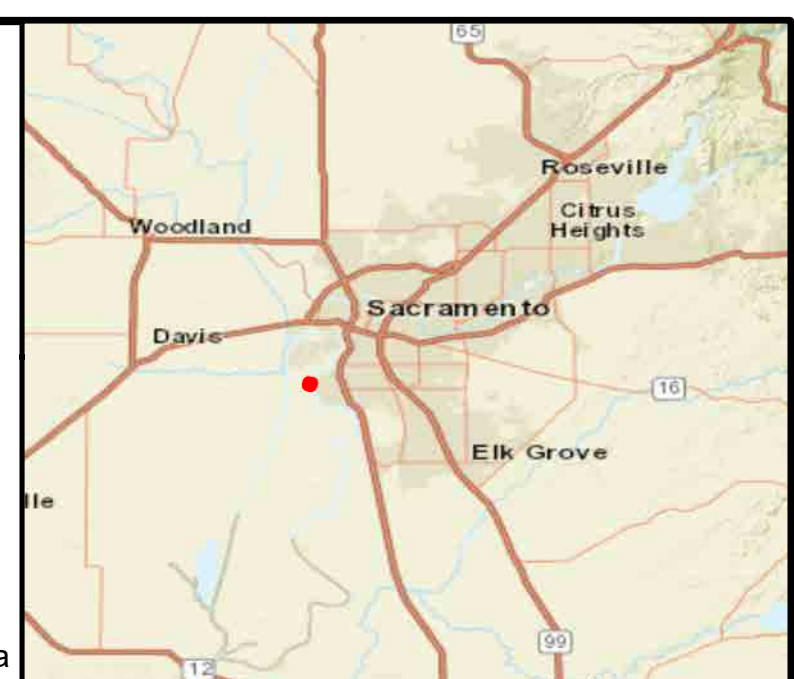 65
Roseville
Citrus
Heights
Woodland
Sacramento
Davis
16
Elk Grove
lle
99
a
12